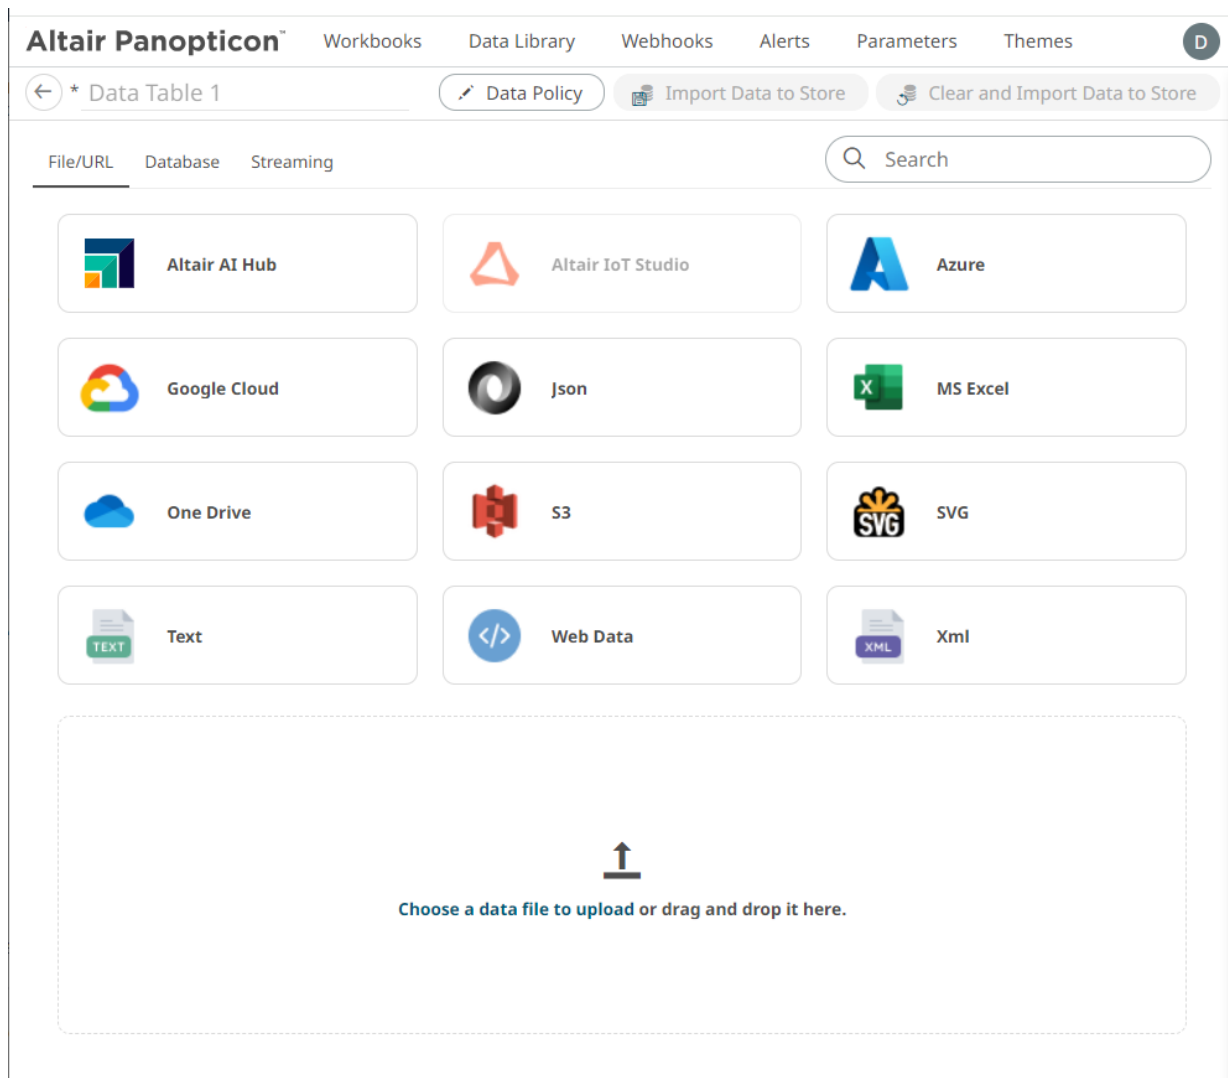 Altair Panopticon™ Workbooks Data Library Webhooks Alerts Parameters Themes D
* Data Table 1 Data Policy Import Data to Store Clear and Import Data to Store
File/URL Database Streaming Search
Altair AI Hub Altair IoT Studio Azure
Google Cloud Json MS Excel
One Drive S3 SVG SVG
TEXT Text </> Web Data XML Xml
Choose a data file to upload or drag and drop it here.